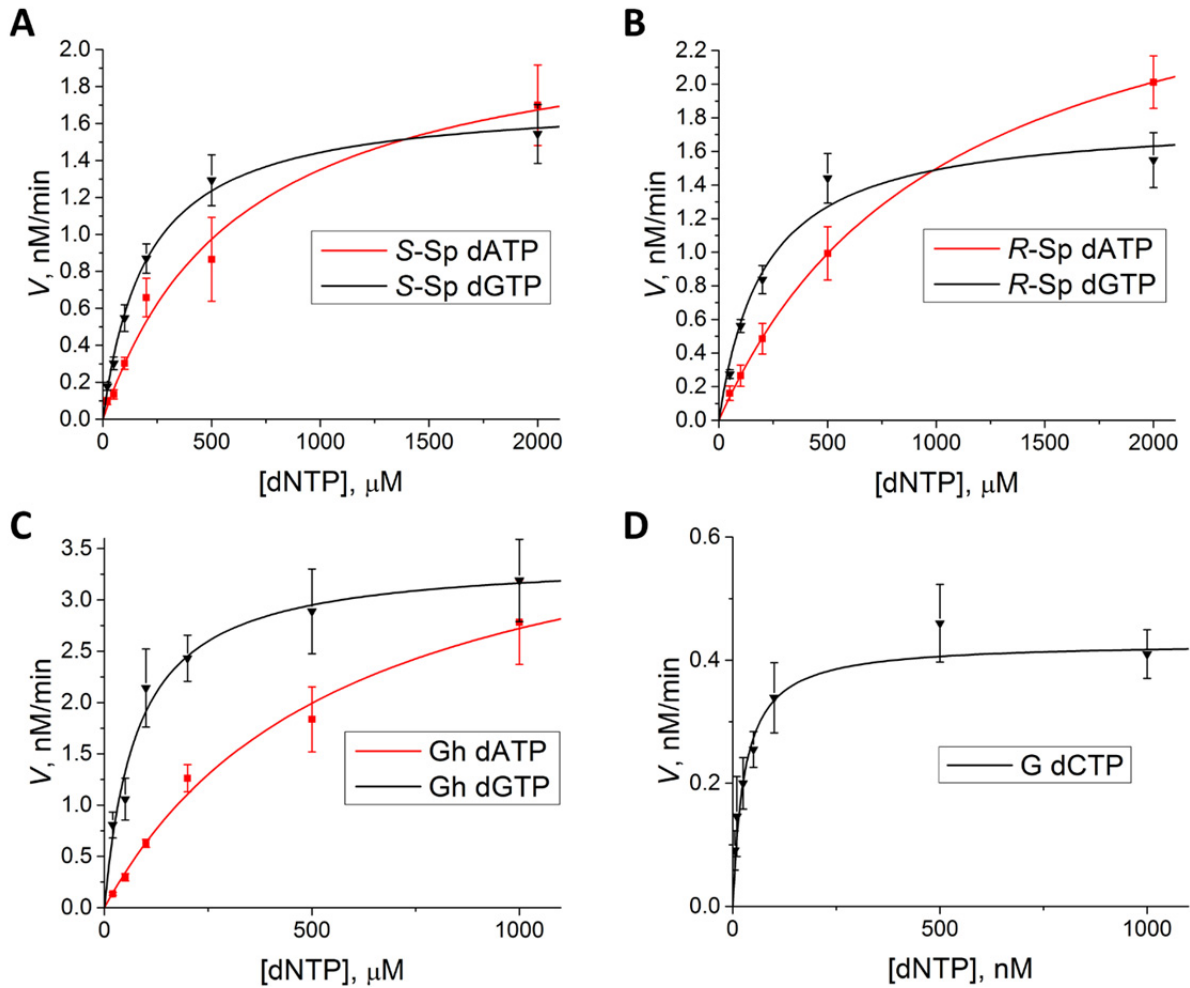 A
2.0
1.8
1.6
1.4
1.2
1.0
0.8
0.6
0.4
0.2
0.0
V, nM/min
S-Sp dATP
S-Sp dGTP
0 500 1000 1500 2000
[dNTP], μM
B
2.2
2.0
1.8
1.6
1.4
1.2
1.0
0.8
0.6
0.4
0.2
0.0
V, nM/min
R-Sp dATP
R-Sp dGTP
0 500 1000 1500 2000
[dNTP], μM
C
3.5
3.0
2.5
2.0
1.5
1.0
0.5
0.0
V, nM/min
Gh dATP
Gh dGTP
0 500 1000
[dNTP], μM
D
0.6
0.4
0.2
0.0
V, nM/min
G dCTP
0 500 1000
[dNTP], nM